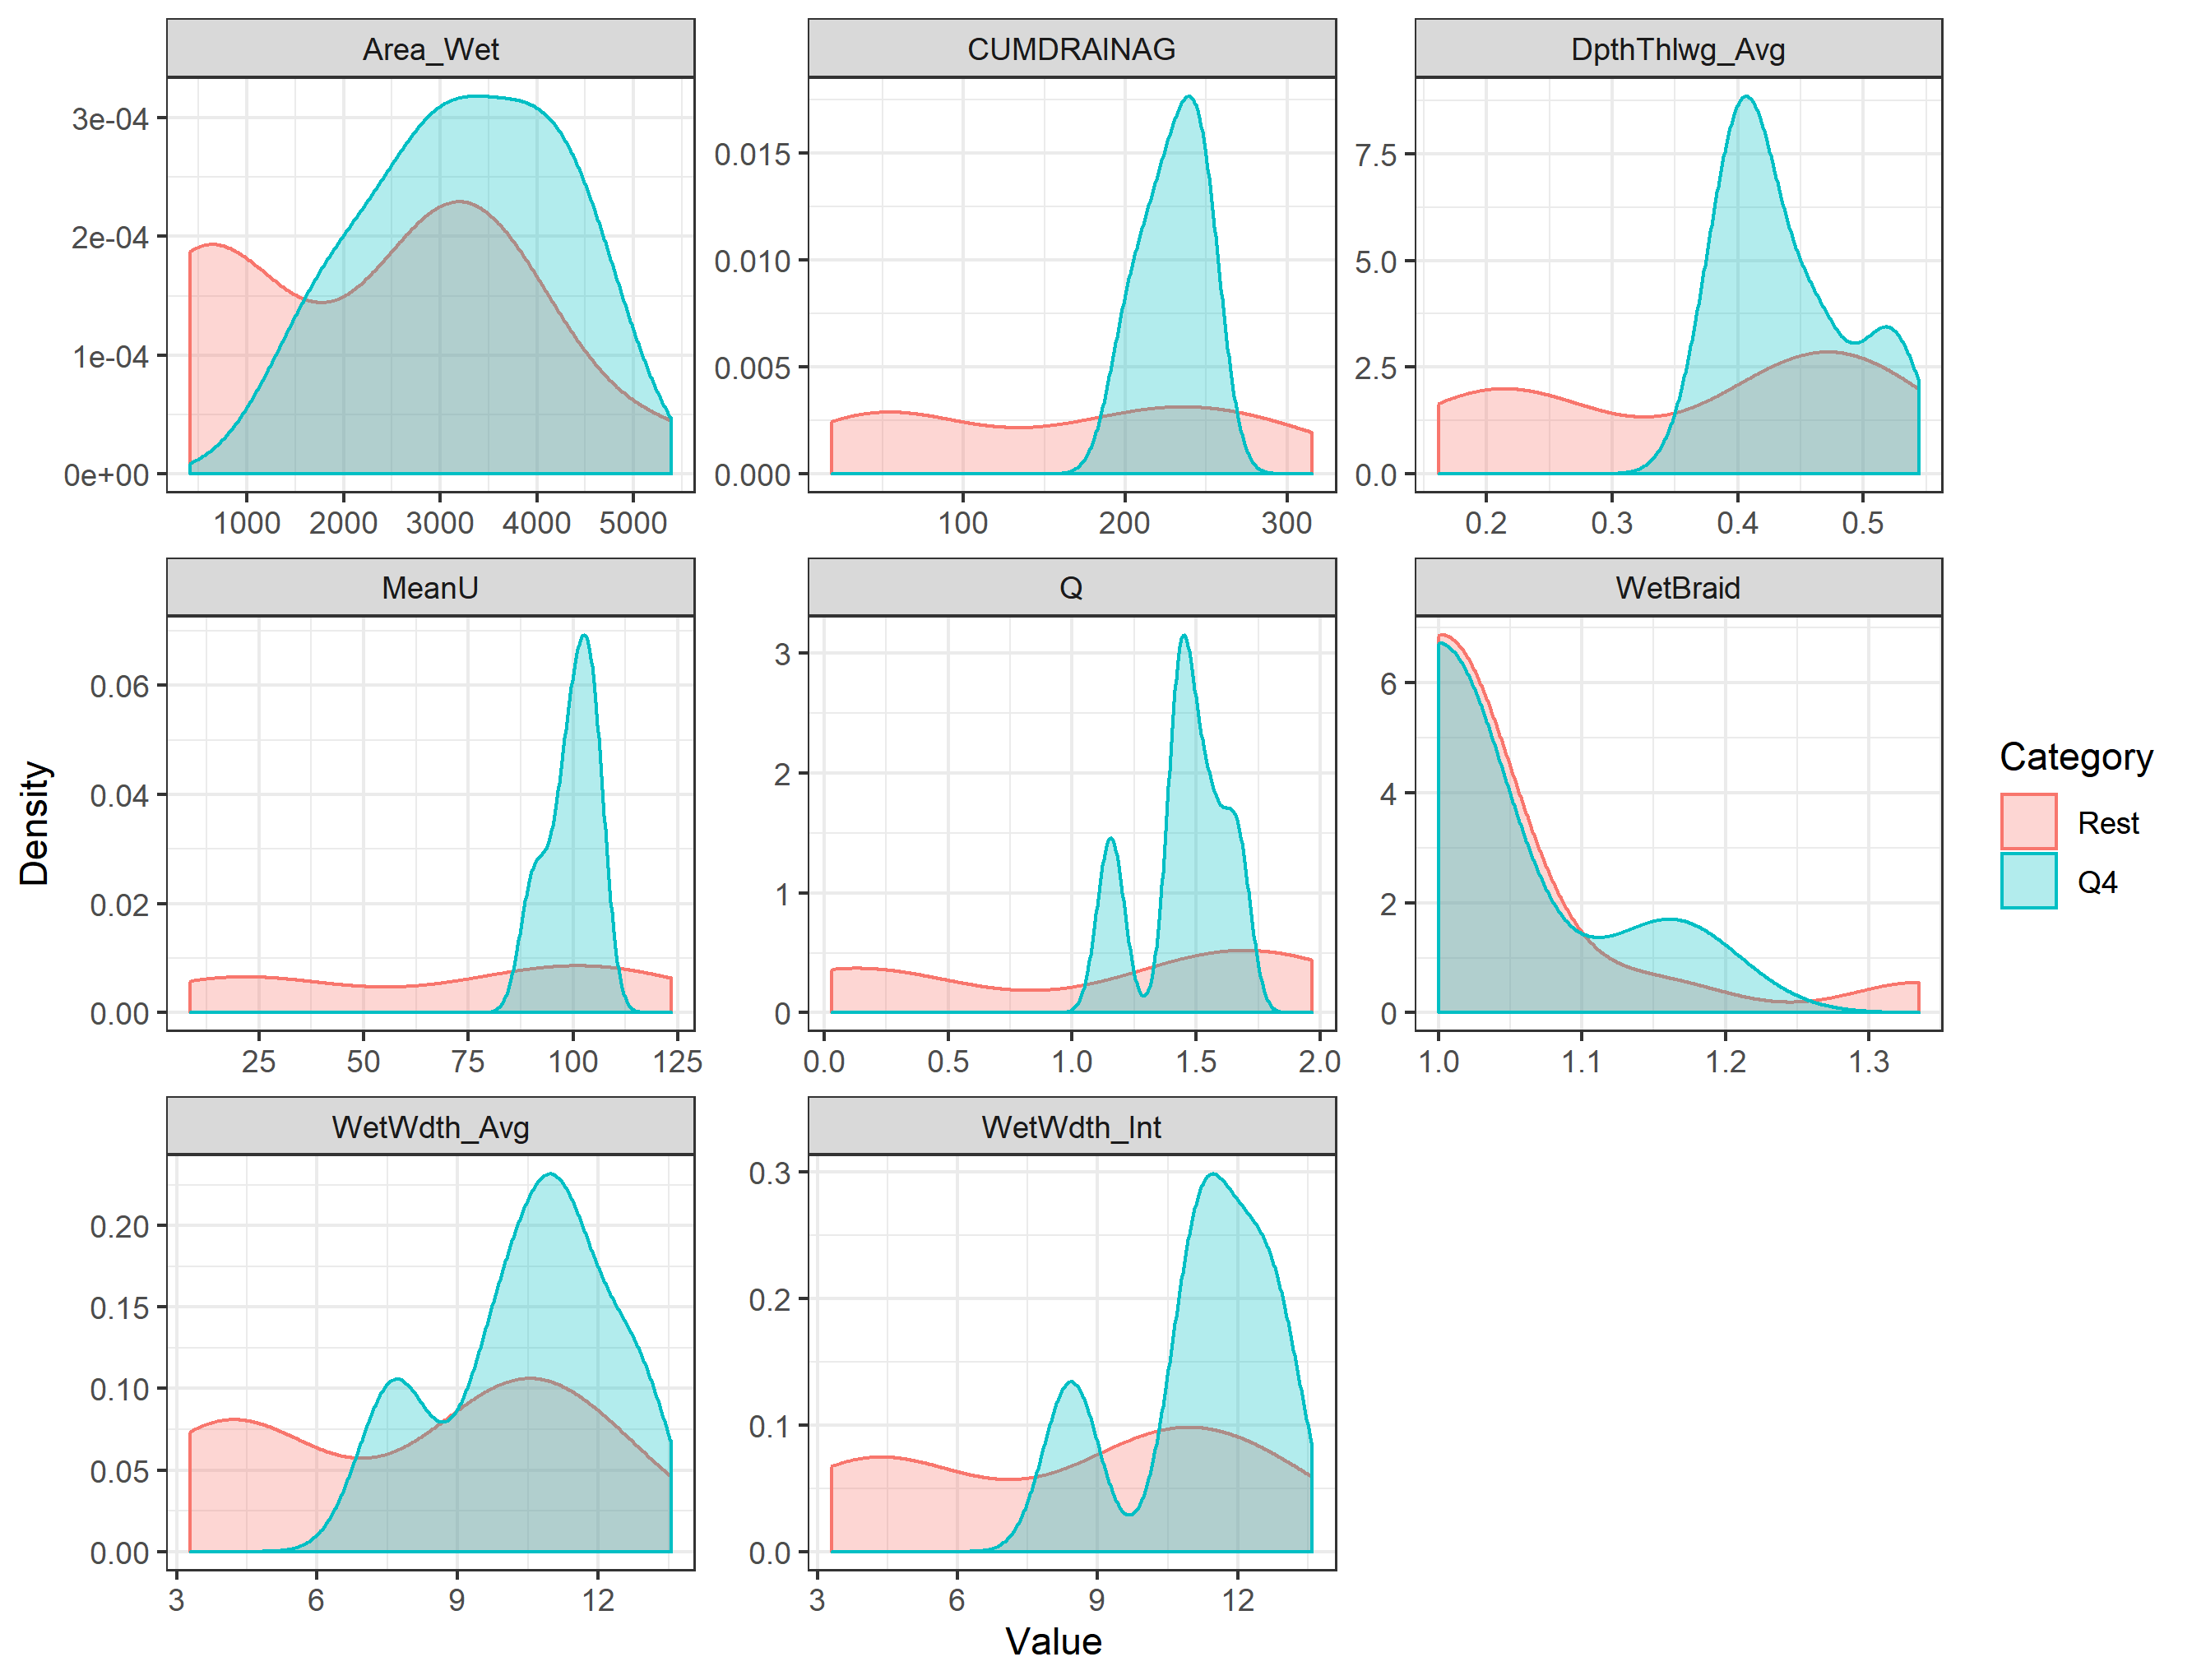 Area_Wet
CUMDRAINAG
DpthThlwg_Avg
3e-04
2e-04
1e-04
0e+00
1000 2000 3000 4000 5000
0.015
0.010
0.005
0.000
100 200 300
7.5
5.0
2.5
0.0
0.2 0.3 0.4 0.5
MeanU
Q
WetBraid
0.06
0.04
0.02
0.00
25 50 75 100 125
3
2
1
0
0.0 0.5 1.0 1.5 2.0
6
4
2
0
1.0 1.1 1.2 1.3
WetWdth_Avg
WetWdth_Int
0.20
0.15
0.10
0.05
0.00
3 6 9 12
0.3
0.2
0.1
0.0
3 6 9 12
Density
Value
Category
Rest
Q4